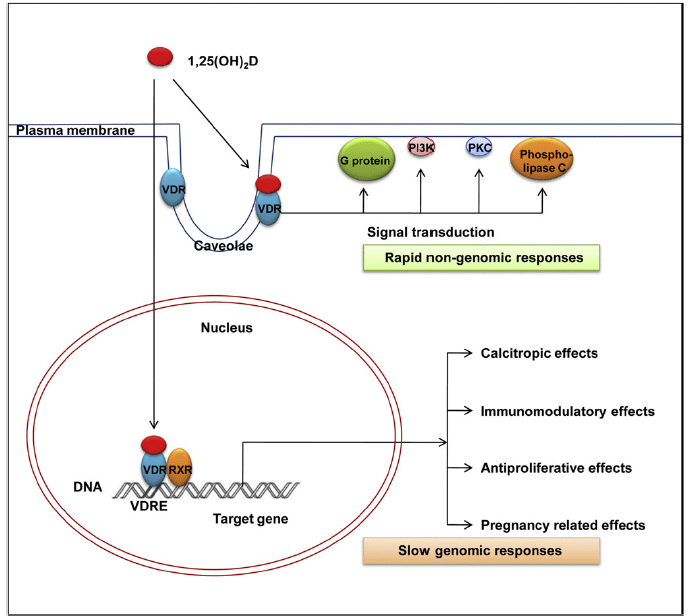 1,25(OH)₂D
Plasma membrane
G protein
PI3K
PKC
Phospho-
lipase C
VDR
VDR
Caveolae
Signal transduction
Rapid non-genomic responses
Nucleus
Calcitropic effects
Immunomodulatory effects
VDR
RXR
Antiproliferative effects
DNA
VDRE
Target gene
Pregnancy related effects
Slow genomic responses